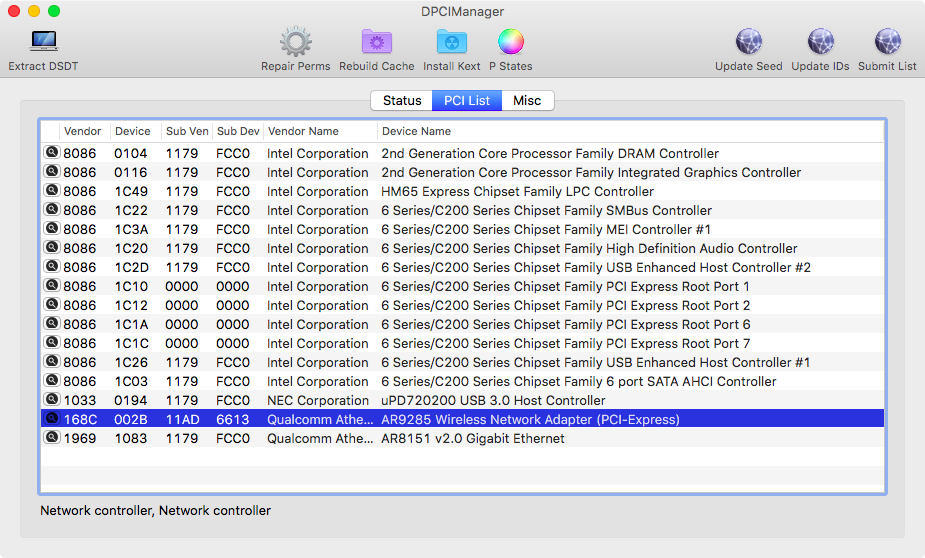 DPCIManager
Extract DSDT Repair Perms Rebuild Cache Install Kext P States Update Seed Update IDs Submit List
Status PCI List Misc
Vendor Device Sub Ven Sub Dev Vendor Name Device Name
8086 0104 1179 FCC0 Intel Corporation 2nd Generation Core Processor Family DRAM Controller
8086 0116 1179 FCC0 Intel Corporation 2nd Generation Core Processor Family Integrated Graphics Controller
8086 1C49 1179 FCC0 Intel Corporation HM65 Express Chipset Family LPC Controller
8086 1C22 1179 FCC0 Intel Corporation 6 Series/C200 Series Chipset Family SMBus Controller
8086 1C3A 1179 FCC0 Intel Corporation 6 Series/C200 Series Chipset Family MEI Controller #1
8086 1C20 1179 FCC0 Intel Corporation 6 Series/C200 Series Chipset Family High Definition Audio Controller
8086 1C2D 1179 FCC0 Intel Corporation 6 Series/C200 Series Chipset Family USB Enhanced Host Controller #2
8086 1C10 0000 0000 Intel Corporation 6 Series/C200 Series Chipset Family PCI Express Root Port 1
8086 1C12 0000 0000 Intel Corporation 6 Series/C200 Series Chipset Family PCI Express Root Port 2
8086 1C1A 0000 0000 Intel Corporation 6 Series/C200 Series Chipset Family PCI Express Root Port 6
8086 1C1C 0000 0000 Intel Corporation 6 Series/C200 Series Chipset Family PCI Express Root Port 7
8086 1C26 1179 FCC0 Intel Corporation 6 Series/C200 Series Chipset Family USB Enhanced Host Controller #1
8086 1C03 1179 FCC0 Intel Corporation 6 Series/C200 Series Chipset Family 6 port SATA AHCI Controller
1033 0194 1179 FCC0 NEC Corporation uPD720200 USB 3.0 Host Controller
168C 002B 11AD 6613 Qualcomm Athe... AR9285 Wireless Network Adapter (PCI-Express)
1969 1083 1179 FCC0 Qualcomm Athe... AR8151 v2.0 Gigabit Ethernet
Network controller, Network controller